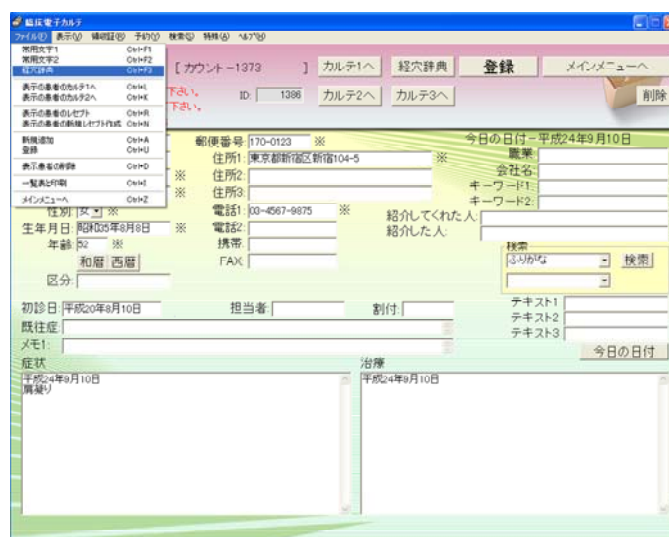 臨床電子カルテ
ファイル(F) 表示(V) 領収証(R) 予約(Y) 検索(S) 特殊(A) ヘルプ(H)
常用文字1 Ctrl+F1
常用文字2 Ctrl+F2
経穴辞典 Ctrl+F3
表示の患者のカルテ1へ Ctrl+L
表示の患者のカルテ2へ Ctrl+K
表示の患者のレセプト Ctrl+R
表示の患者の新規レセプト作成 Ctrl+N
新規追加 Ctrl+A
登録 Ctrl+U
表示患者の削除 Ctrl+D
一覧表と印刷 Ctrl+I
メインメニューへ Ctrl+Z
[カウント-1373 ]
カルテ1へ 経穴辞典 登録 メインメニューへ
下さい。
下さい。
ID: 1386 カルテ2へ カルテ3へ 削除
郵便番号: 170-0123 ※
今日の日付-平成24年9月10日
住所1: 東京都新宿区新宿104-5 ※
職業:
※ 住所2:
会社名:
※ 住所3:
キーワード1:
キーワード2:
性別: 女 ※
電話1: 03-4567-9875 ※
紹介してくれた人:
生年月日: 昭和35年8月8日 ※
電話2:
紹介した人:
年齢: 52 ※
携帯:
検索
和暦 西暦
FAX:
ふりがな 検索
区分:
初診日: 平成20年8月10日
担当者:
割付:
テキスト1
テキスト2
テキスト3
既往症:
メモ1:
今日の日付
症状
治療
平成24年9月10日
肩凝り
平成24年9月10日